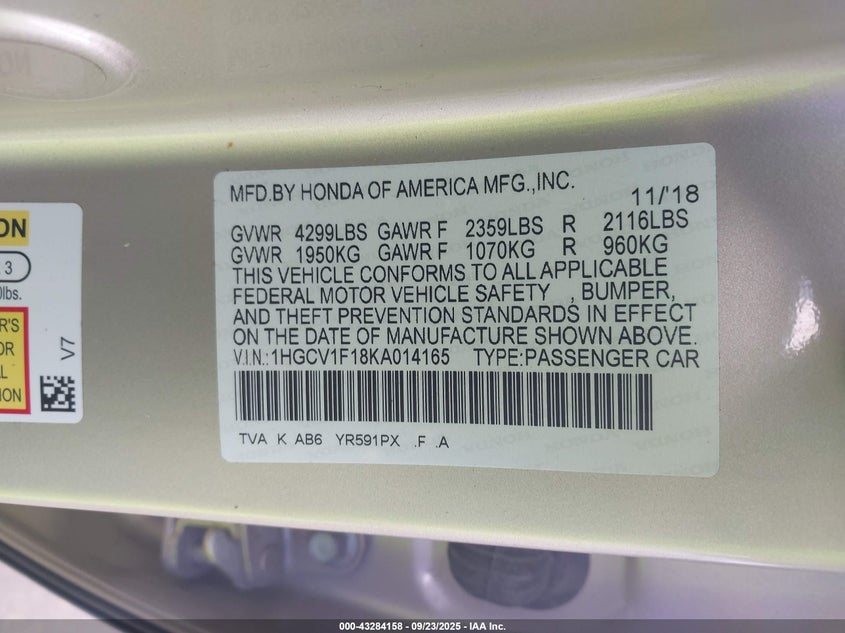 MFD.BY HONDA OF AMERICA MFG.,INC. 11/'18
GVWR 4299LBS GAWR F 2359LBS R 2116LBS
GVWR 1950KG GAWR F 1070KG R 960KG
THIS VEHICLE CONFORMS TO ALL APPLICABLE
FEDERAL MOTOR VEHICLE SAFETY , BUMPER,
AND THEFT PREVENTION STANDARDS IN EFFECT
ON THE DATE OF MANUFACTURE SHOWN ABOVE.
V.I.N.:1HGCV1F18KA014165 TYPE:PASSENGER CAR
TVA K AB6 YR591PX .F .A
ON
3
lbs.
R'S
OR
L
ION
V7
000-43284158 - 09/23/2025 - IAA Inc.